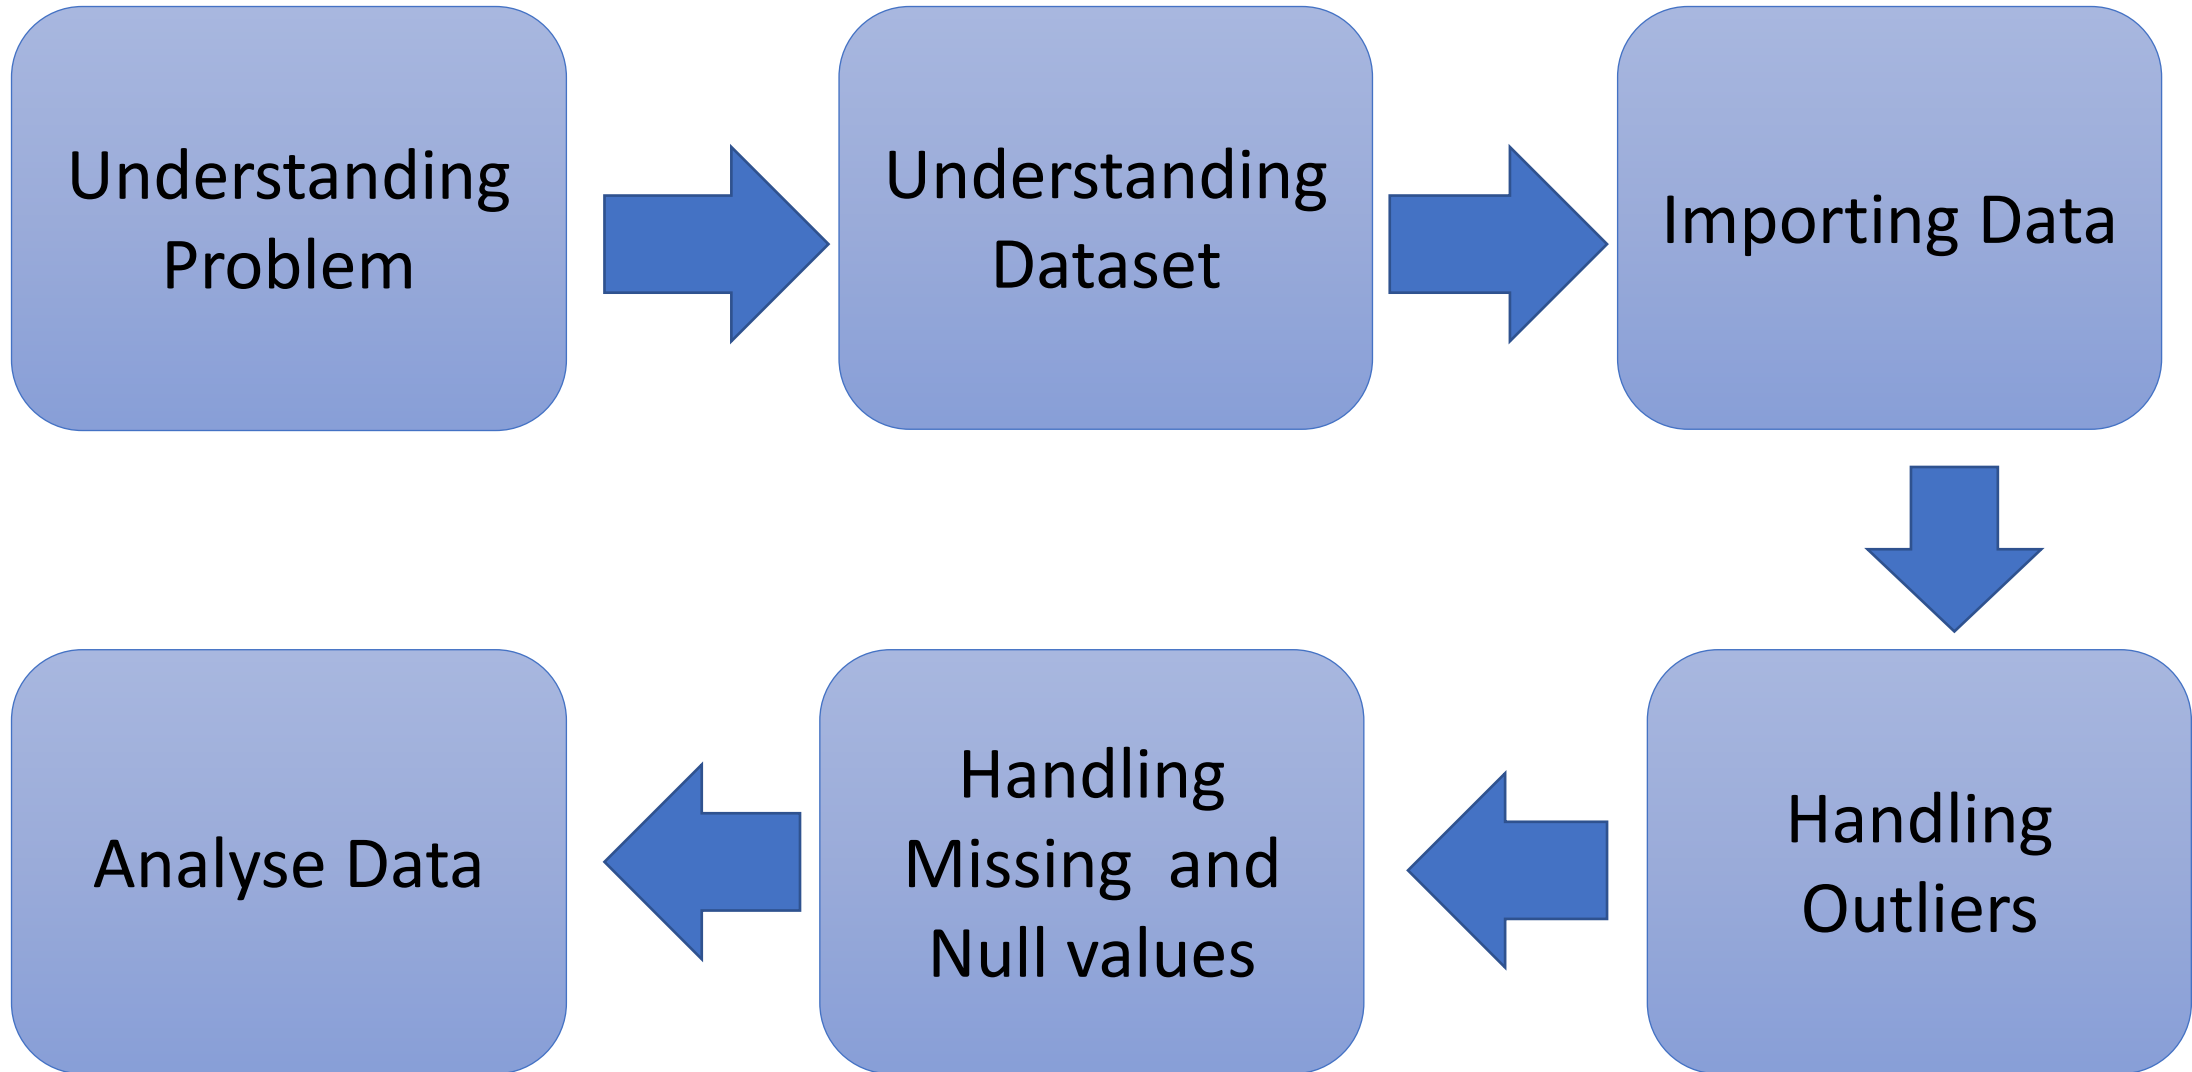 Understanding
Problem
Understanding
Dataset
Importing Data
Handling
Outliers
Handling
Missing  and
Null values
Analyse Data